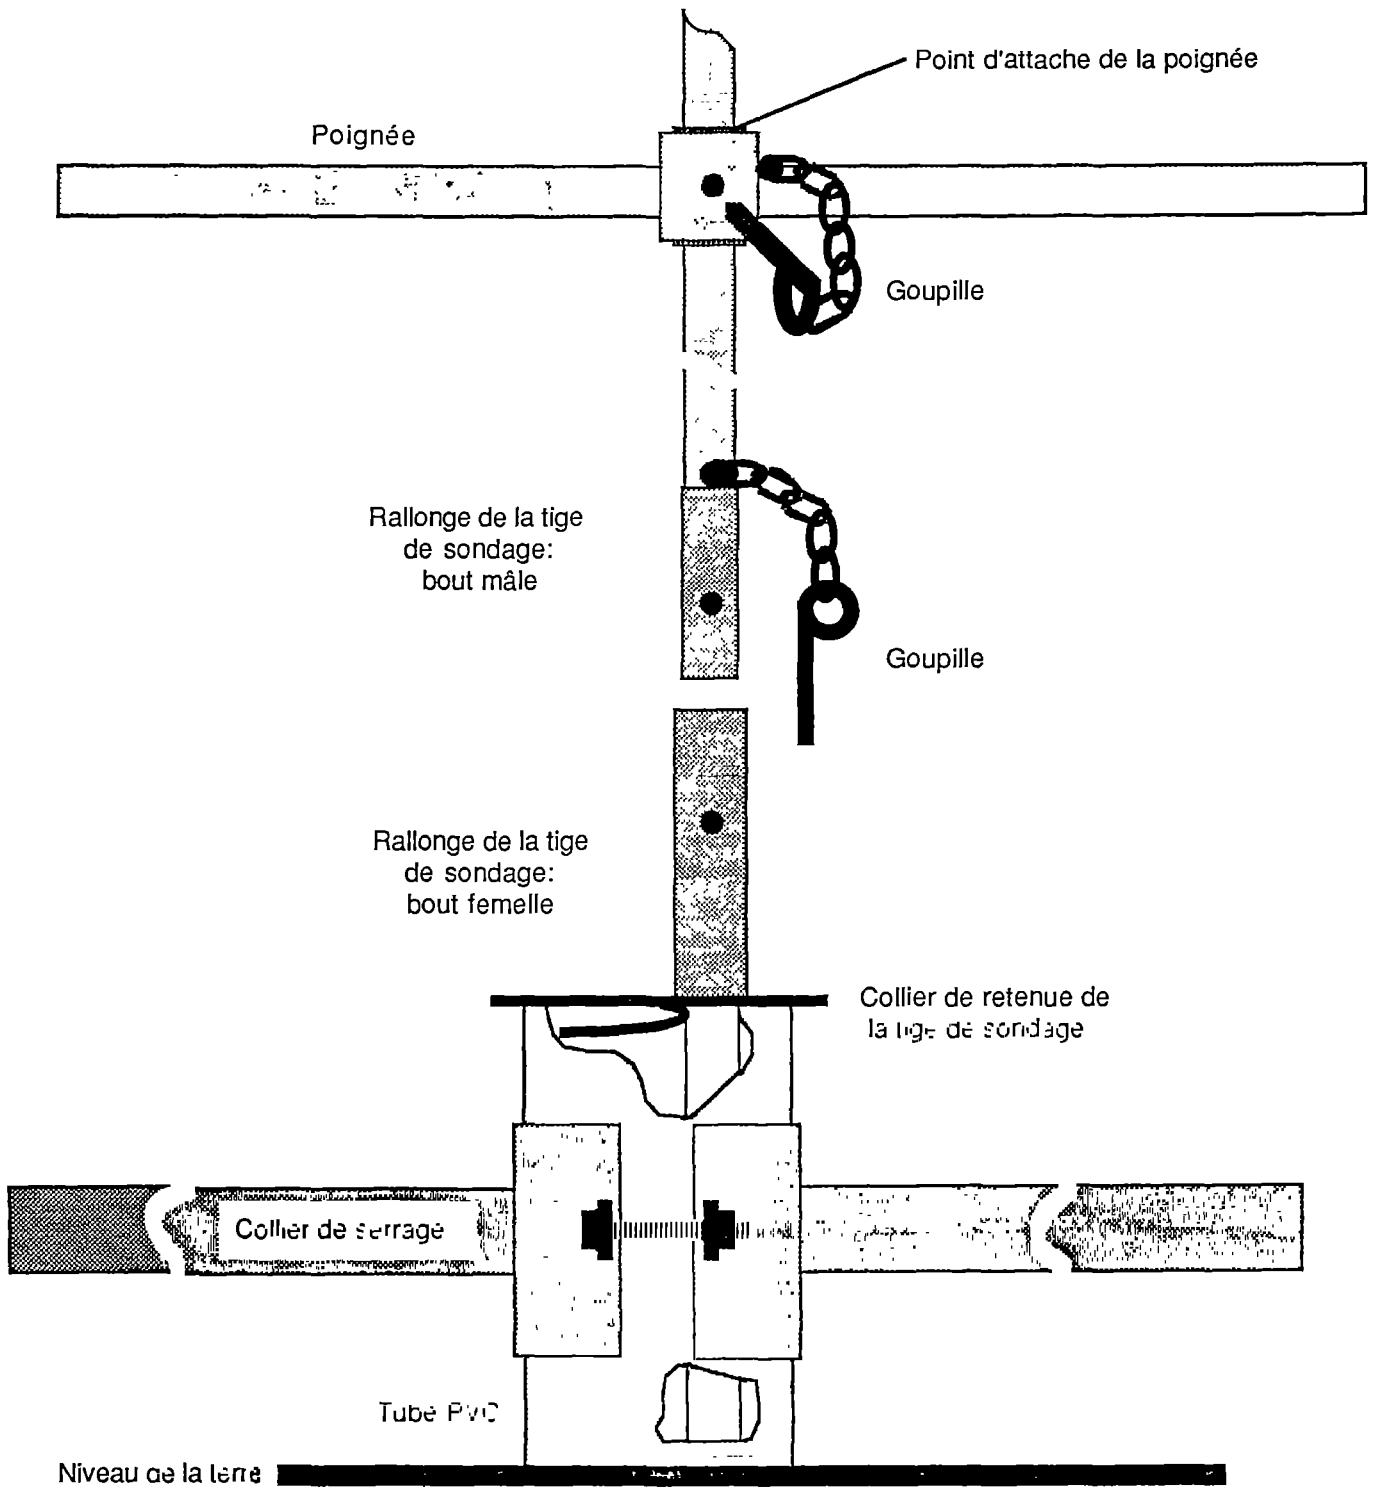 Point d'attache de la poignée
Poignée
Goupille
Rallonge de la tige
de sondage:
bout mâle
Goupille
Rallonge de la tige
de sondage:
bout femelle
Collier de retenue de
la tige de sondage
Collier de serrage
Tube PVC
Niveau de la terre